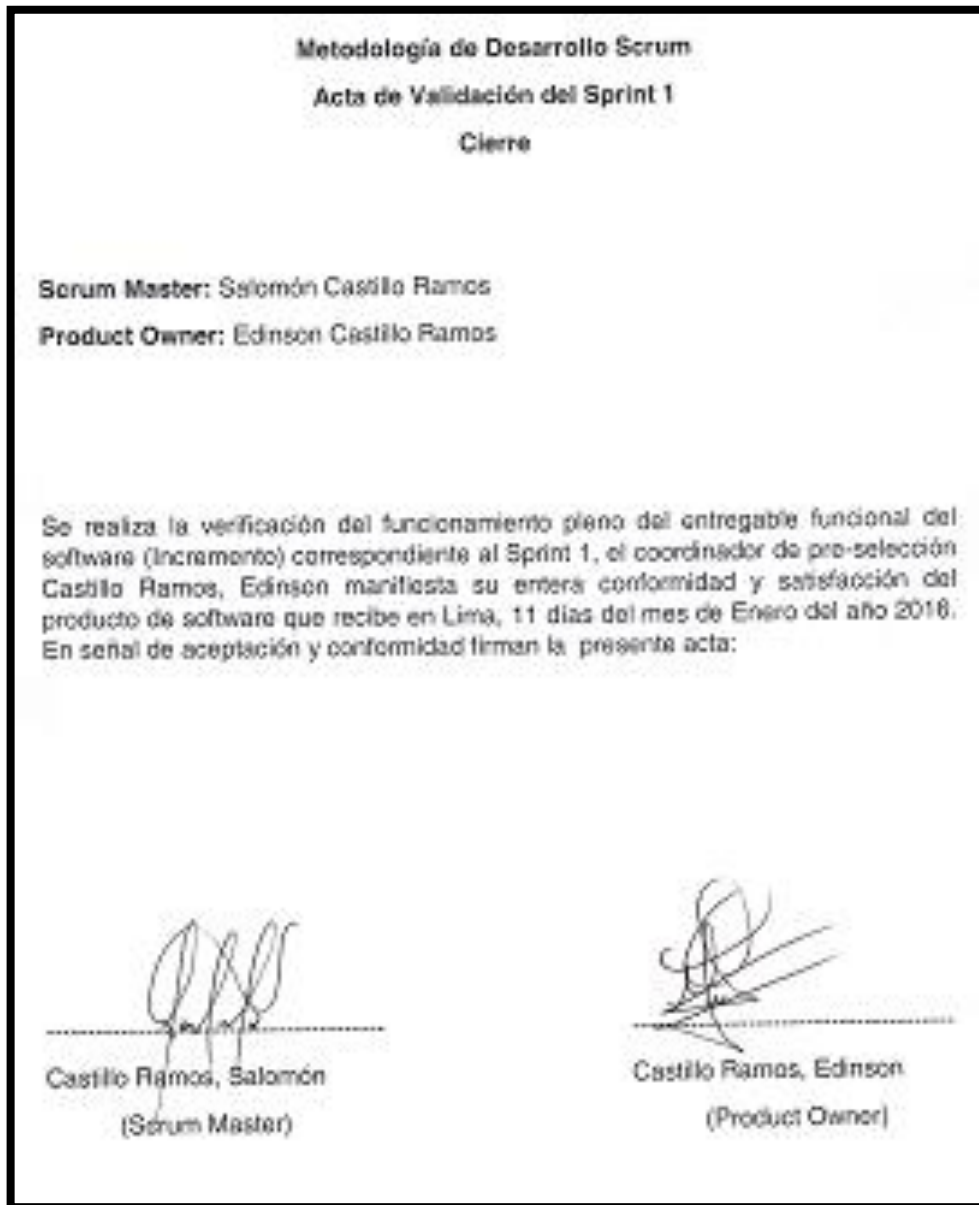 Metodología de Desarrollo Scrum
Acta de Validación del Sprint 1
Cierre
Scrum Master: Salomón Castillo Ramos
Product Owner: Edinson Castillo Ramos
Se realiza la verificación del funcionamiento pleno del entregable funcional del
software (Incremento) correspondiente al Sprint 1, el coordinador de pre-selección
Castillo Ramos, Edinson manifiesta su entera conformidad y satisfacción del
producto de software que recibe en Lima, 11 días del mes de Enero del año
En señal de aceptación y conformidad firman la presente acta:
Castillo Ramos, Salomón
Castillo Ramos, Edinson
(Scrum Master)
(Product Owner)